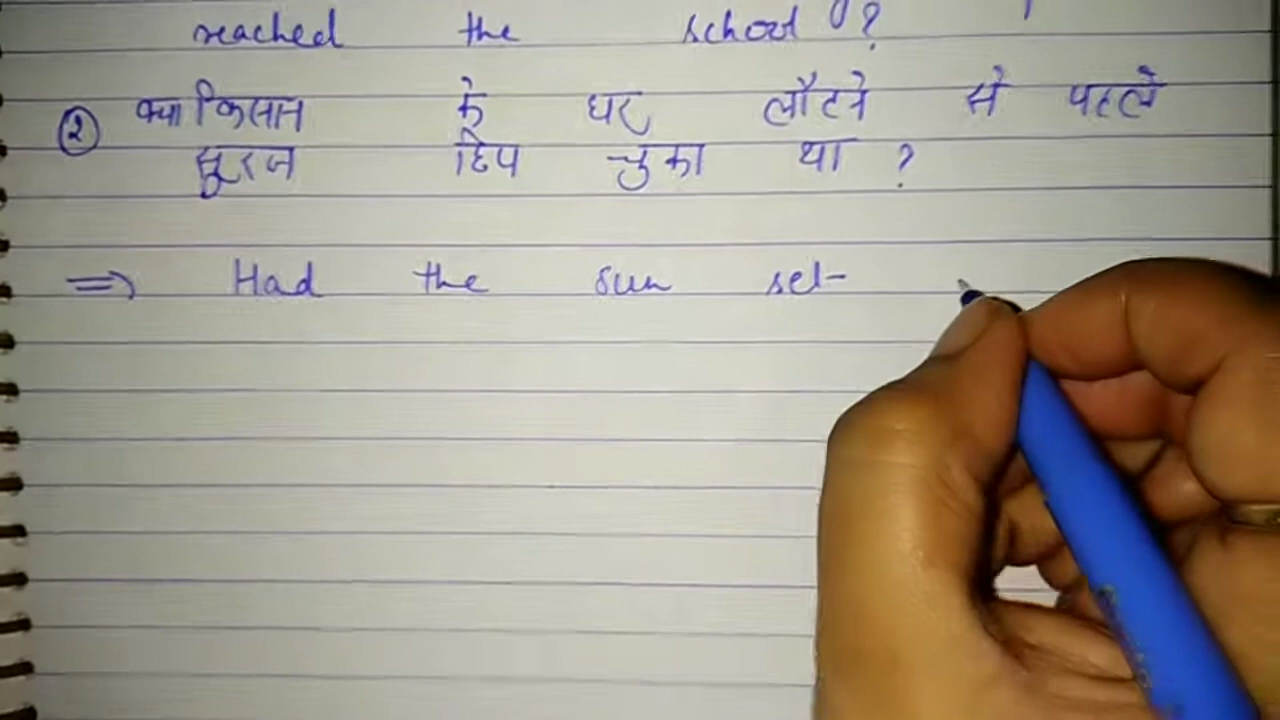 reached the school ?
② क्या किसान के घर लौटने से पहले
सूरज छिप चुका था ?
⇒ Had the sun set